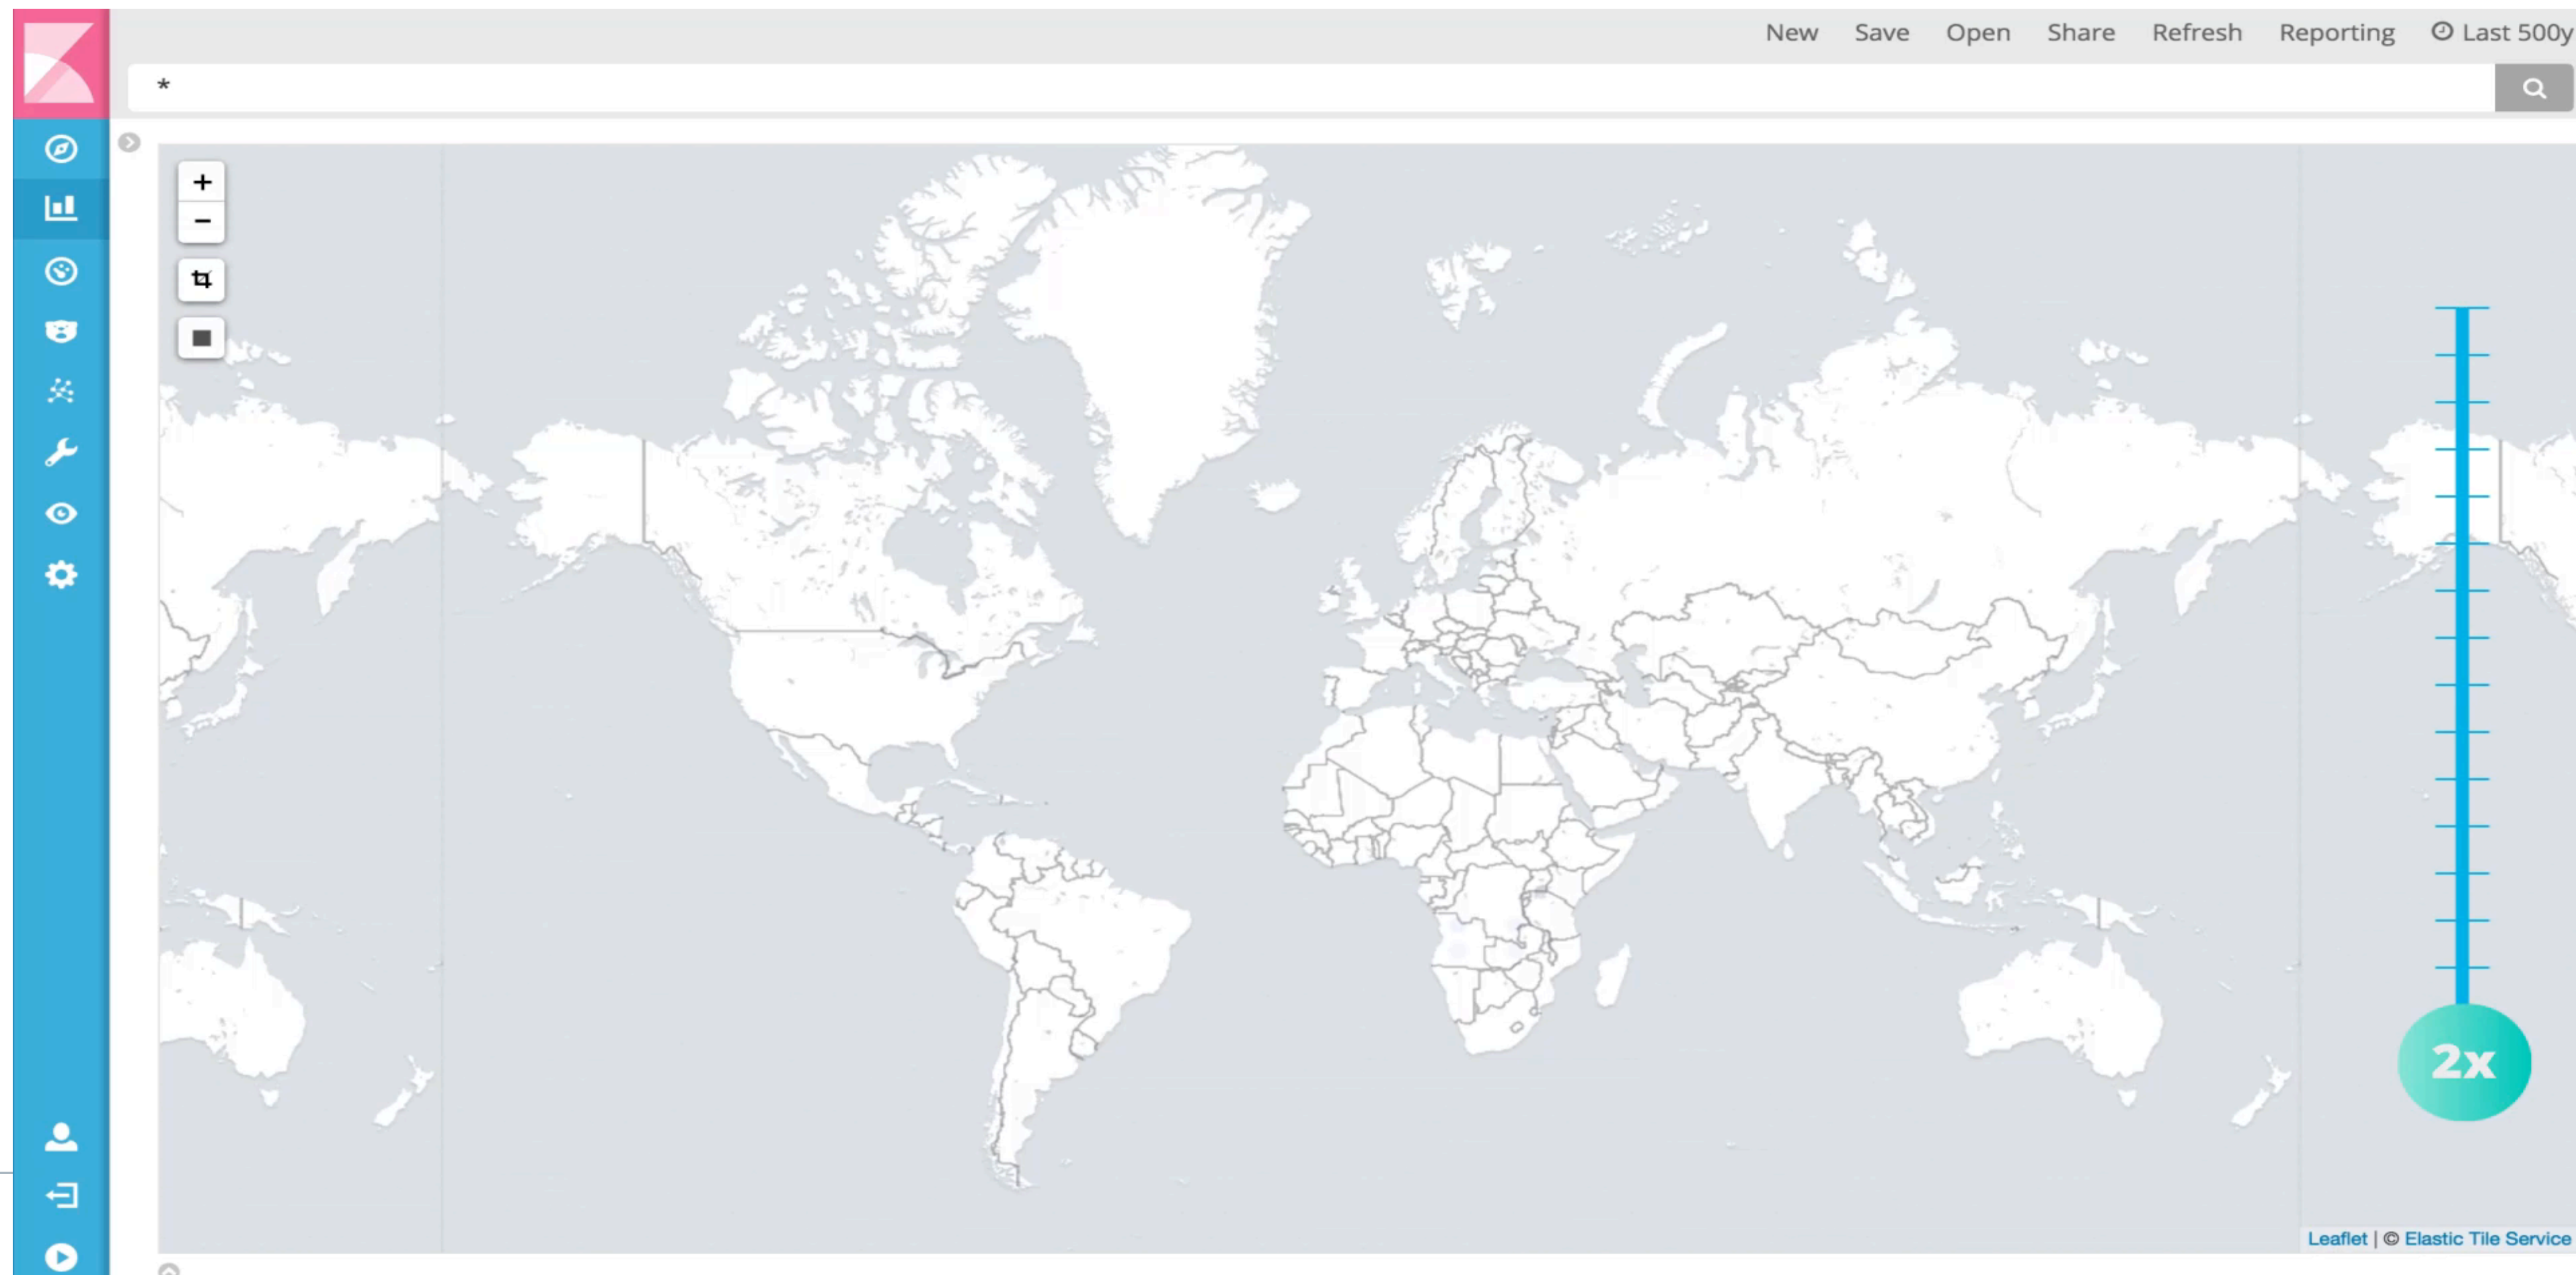 New Save Open Share Refresh Reporting Last 500y
*
+
−
2x
Leaflet | © Elastic Tile Service